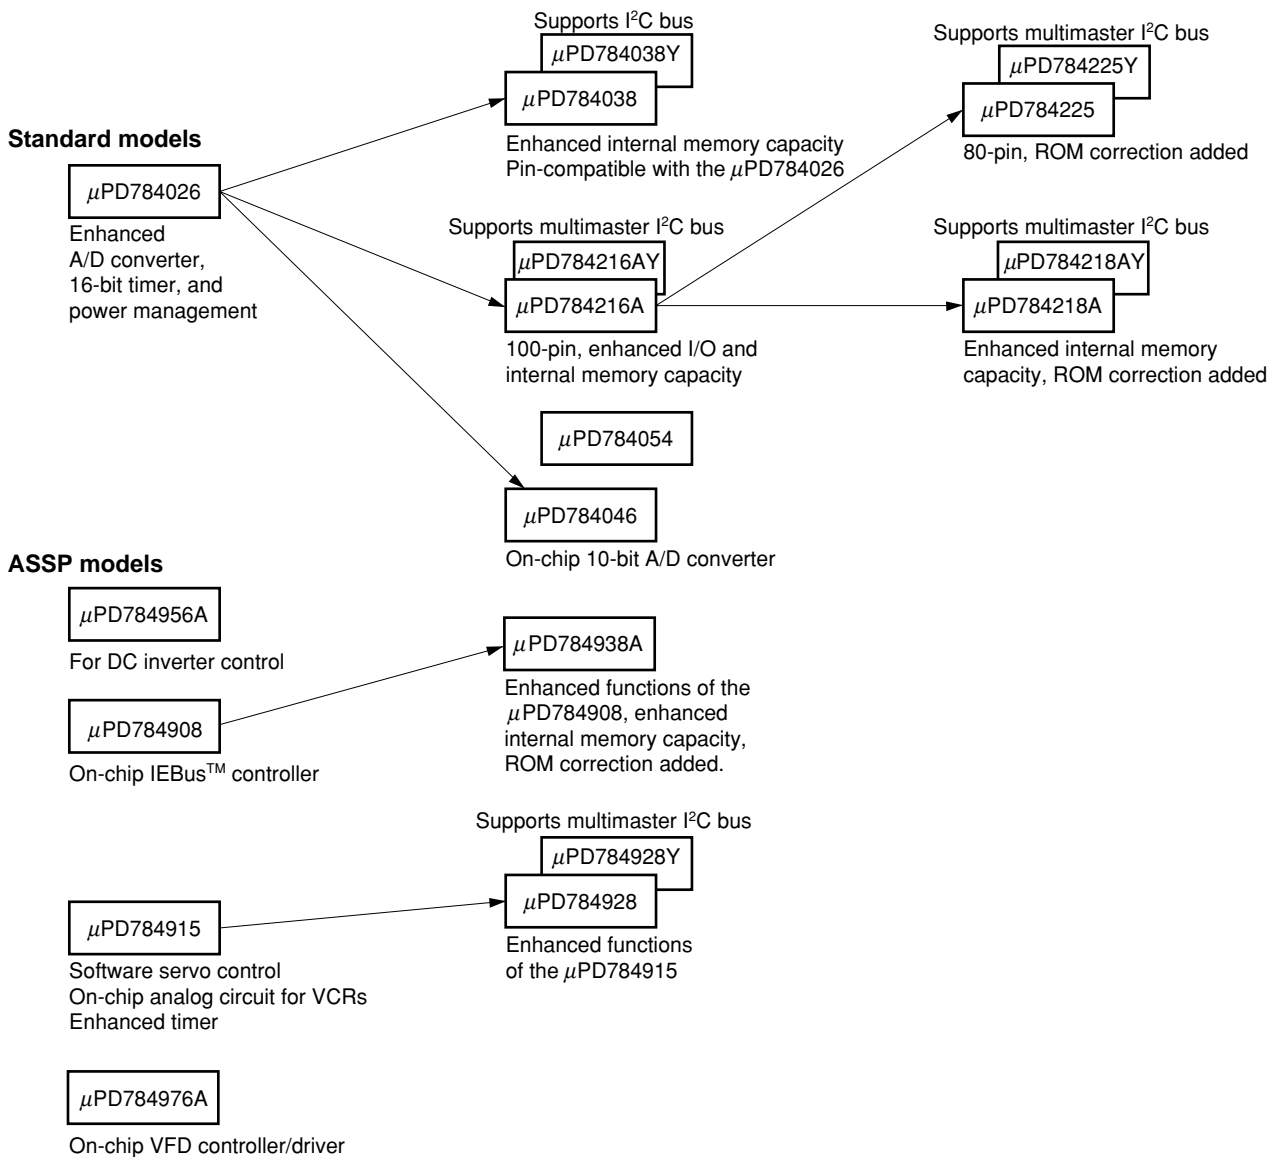 Supports I²C bus
μPD784038Y
μPD784038
Enhanced internal memory capacity
Pin-compatible with the μPD784026
Supports multimaster I²C bus
μPD784225Y
μPD784225
80-pin, ROM correction added
Standard models
μPD784026
Enhanced
A/D converter,
16-bit timer, and
power management
Supports multimaster I²C bus
μPD784216AY
μPD784216A
100-pin, enhanced I/O and
internal memory capacity
Supports multimaster I²C bus
μPD784218AY
μPD784218A
Enhanced internal memory
capacity, ROM correction added
μPD784054
μPD784046
On-chip 10-bit A/D converter
ASSP models
μPD784956A
For DC inverter control
μPD784908
On-chip IEBus™ controller
μPD784938A
Enhanced functions of the
μPD784908, enhanced
internal memory capacity,
ROM correction added.
Supports multimaster I²C bus
μPD784928Y
μPD784928
Enhanced functions
of the μPD784915
μPD784915
Software servo control
On-chip analog circuit for VCRs
Enhanced timer
μPD784976A
On-chip VFD controller/driver